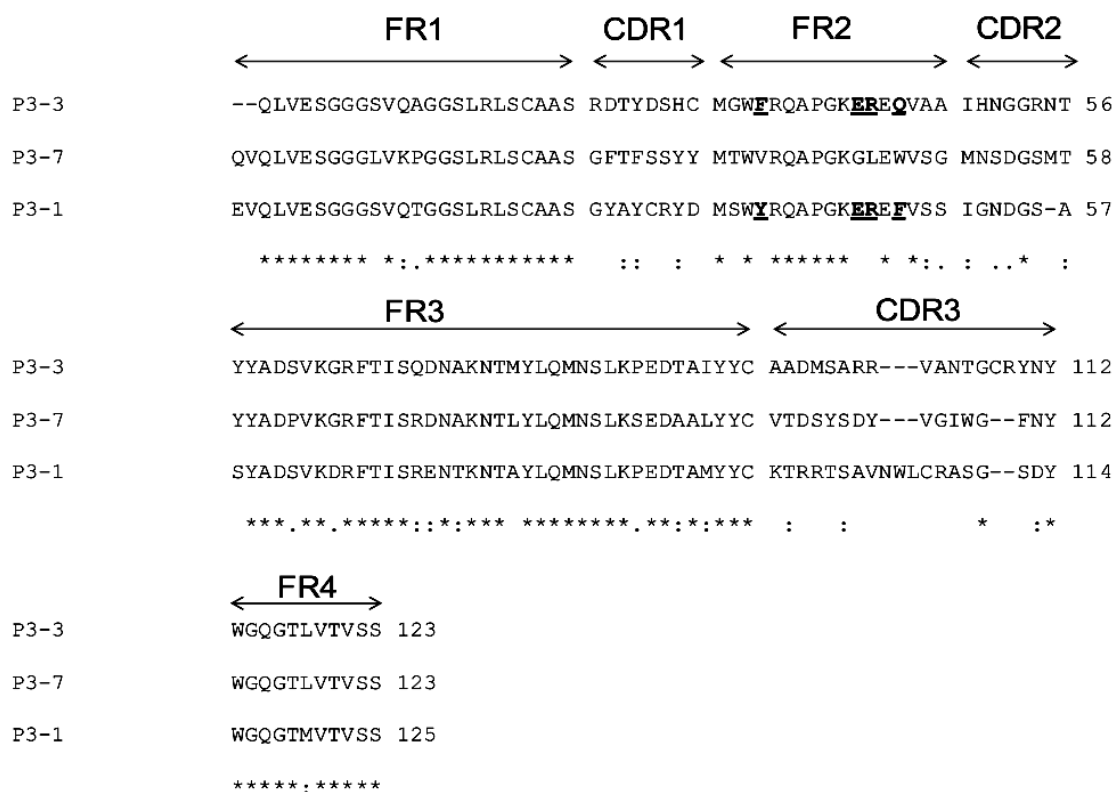 FR1 CDR1 FR2 CDR2
P3-3 --QLVESGGGSVQAGGSLRLSCAAS RDTYDSHC MGWFRQAPGKEREQVAA IHNGGRNT 56
P3-7 QVQLVESGGGLVKPGGSLRLSCAAS GFTFSSYY MTWVRQAPGKGLEWVSG MNSDGSMT 58
P3-1 EVQLVESGGGSVQTGGSLRLSCAAS GYAYCRYD MSWYRQAPGKEREFVSS IGNDGS-A 57
******** *:.*********** :: : * * ****** * *:. : ..* :
FR3 CDR3
P3-3 YYADSVKGRFTISQDNAKNTMYLQMNSLKPEDTAIYYC AADMSARR---VANTGCRYNY 112
P3-7 YYADPVKGRFTISRDNAKNTLYLQMNSLKSEDAALYYC VTDSYSDY---VGIWG--FNY 112
P3-1 SYADSVKDRFTISRENTKNTAYLQMNSLKPEDTAMYYC KTRRTSAVNWLCRASG--SDY 114
***.**.*****::*:*** ********.**:*:*** : : * :*
FR4
P3-3 WGQGTLVTVSS 123
P3-7 WGQGTLVTVSS 123
P3-1 WGQGTMVTVSS 125
*****:*****